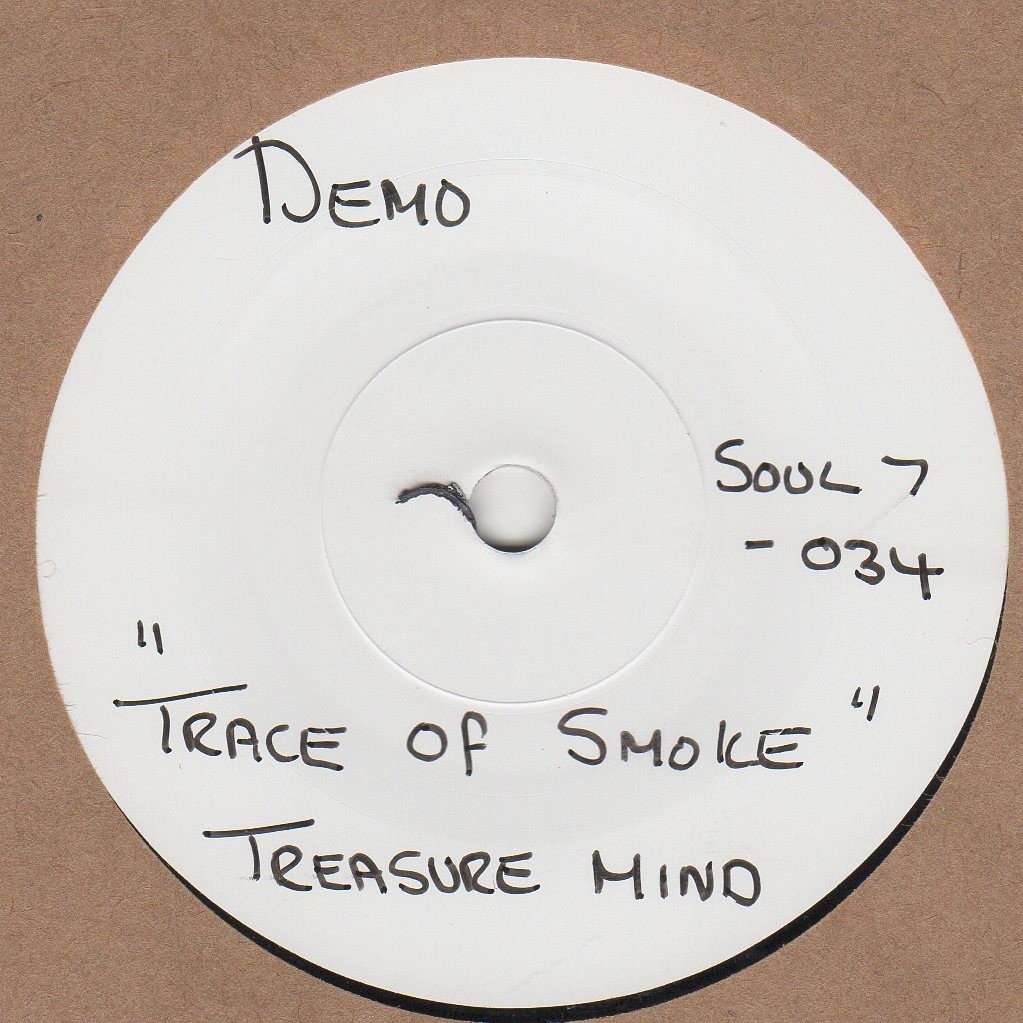 DEMO
SOUL 7
- 034
"TRACE OF SMOKE"
TREASURE MIND